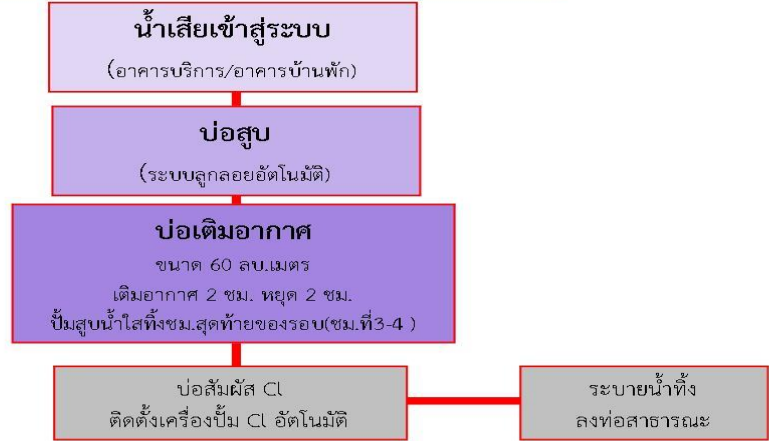 น้ำเสียเข้าสู่ระบบ
(อาคารบริการ/อาคารบ้านพัก)
บ่อสูบ
(ระบบลูกลอยอัตโนมัติ)
บ่อเติมอากาศ
ขนาด 60 ลบ.เมตร
เติมอากาศ 2 ชม. หยุด 2 ชม.
ปั้มสูบน้ำใสทิ้งชม.สุดท้ายของรอบ(ชม.ที่3-4 )
บ่อสัมผัส Cl
ติดตั้งเครื่องปั้ม Cl อัตโนมัติ
ระบายน้ำทิ้ง
ลงท่อสาธารณะ